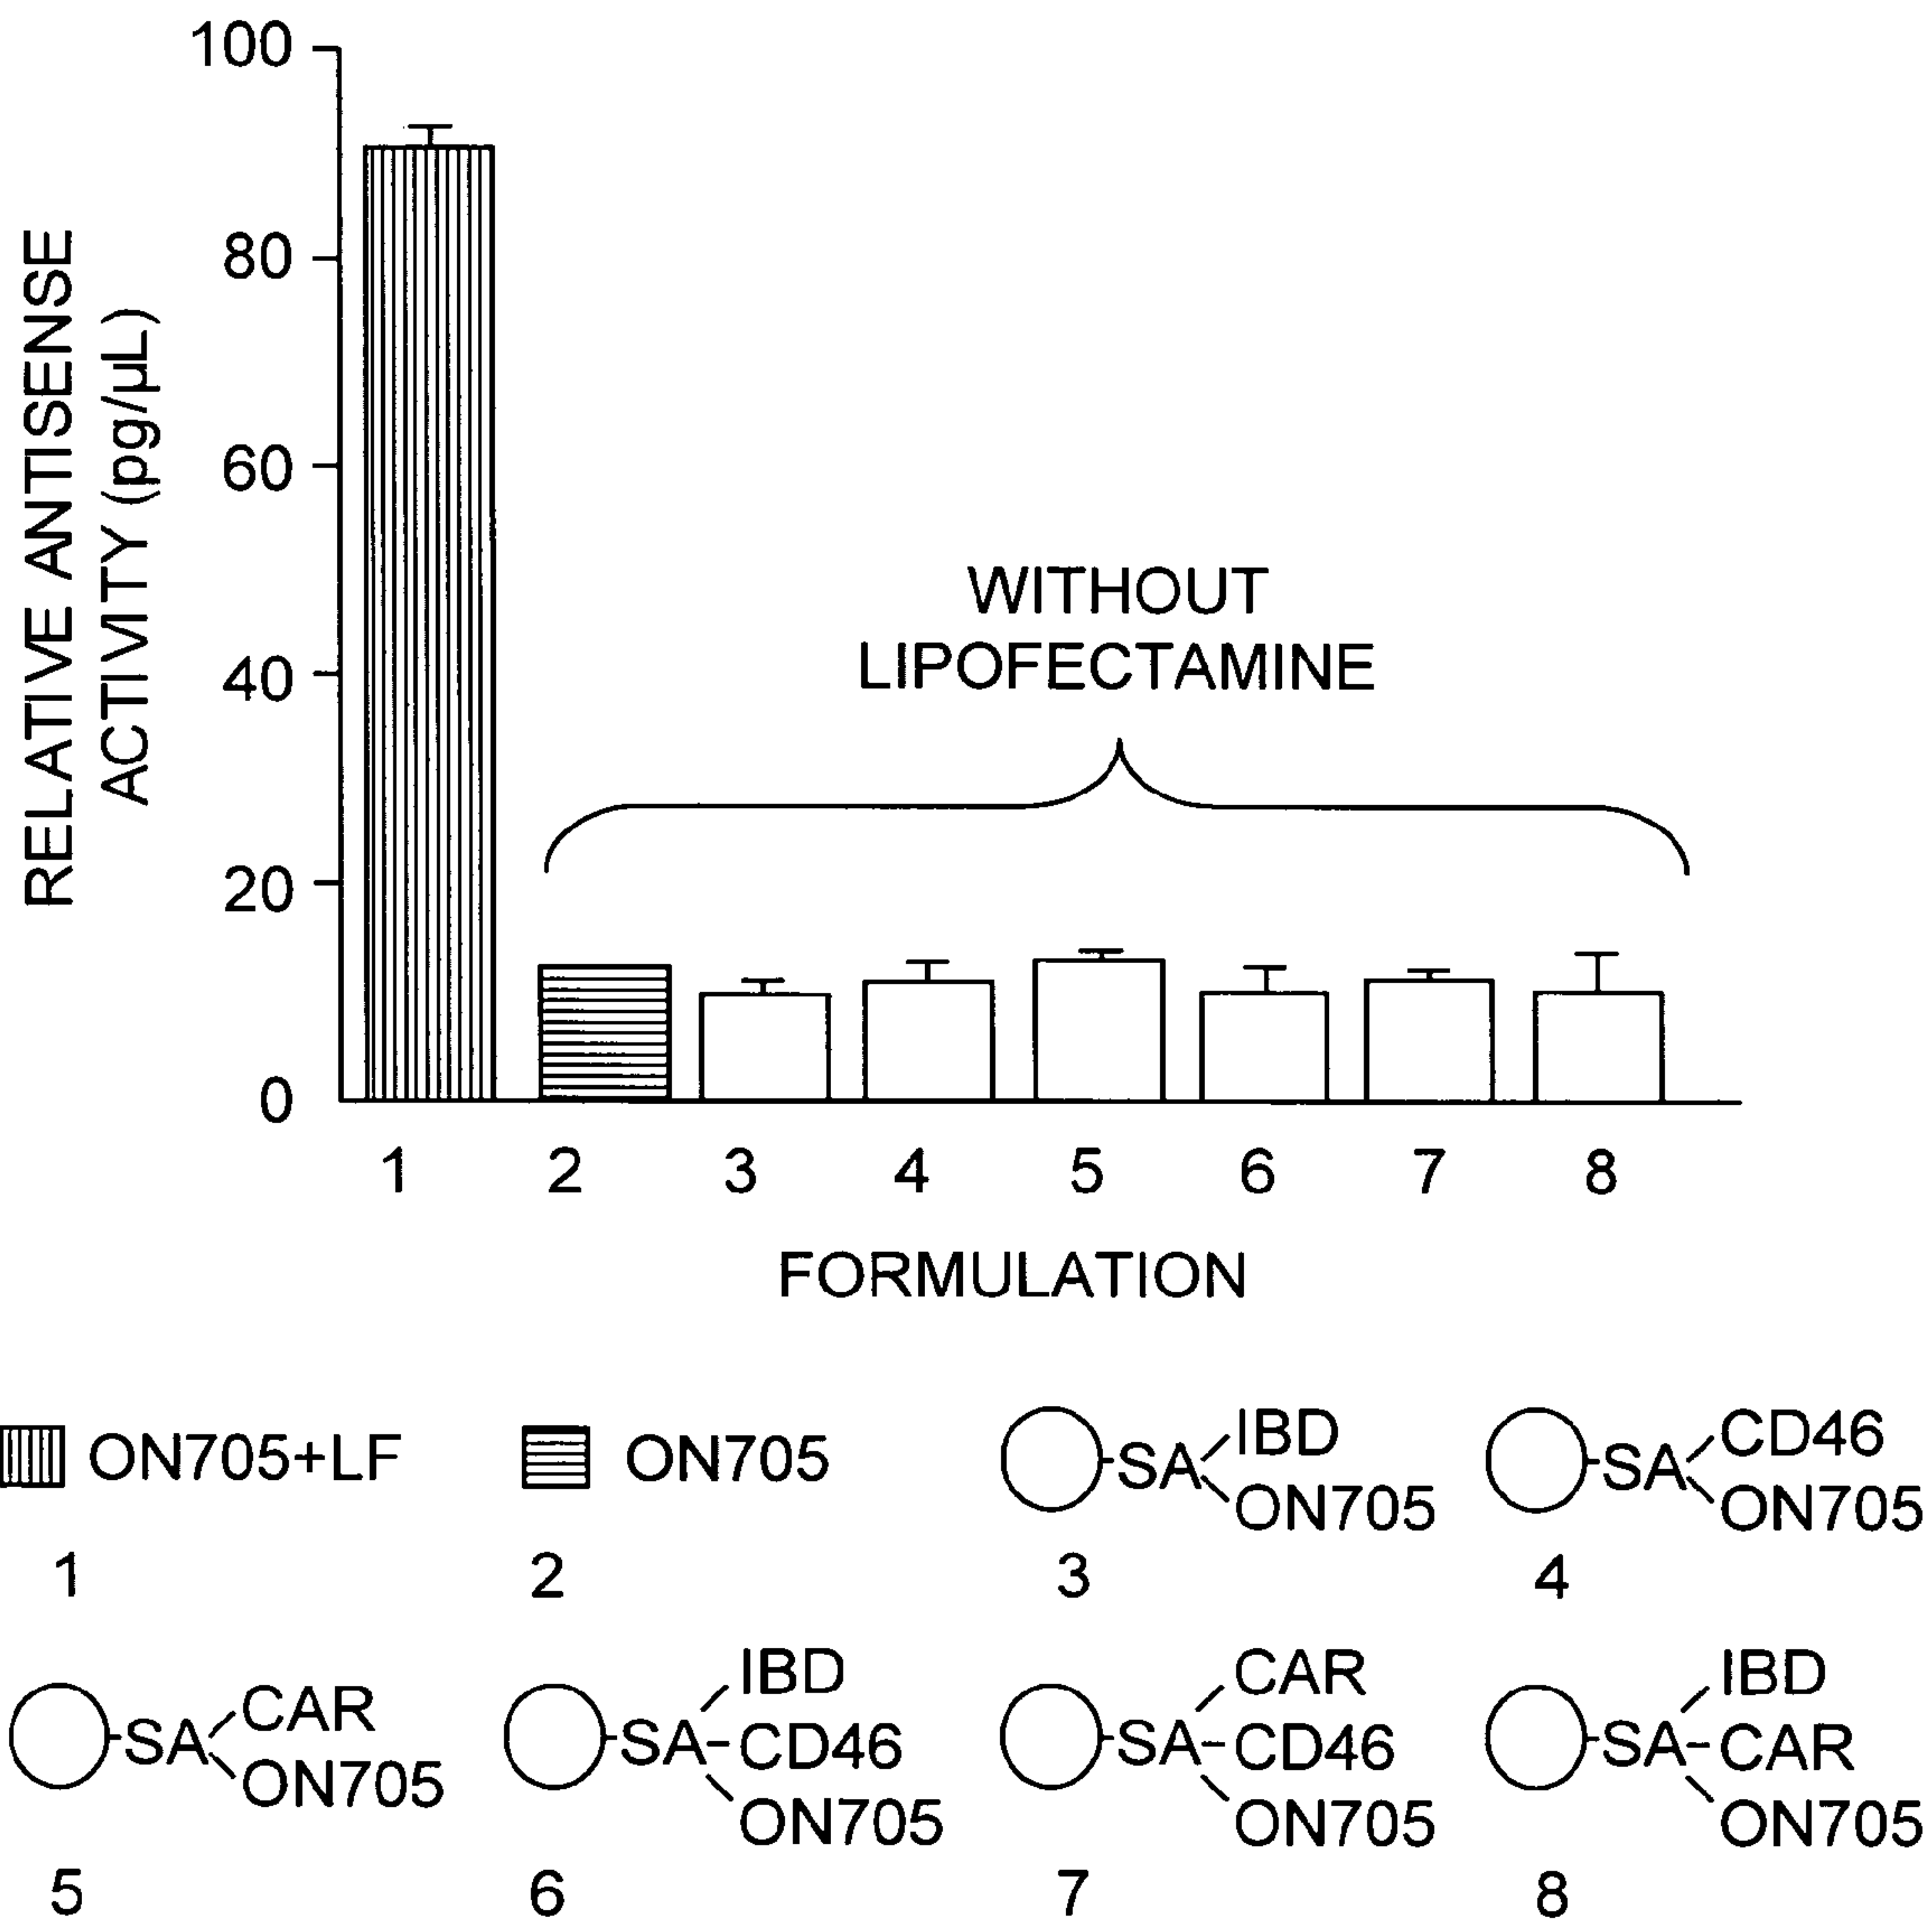 RELATIVE ANTISENSE
ACTIVITY (pg/µL)
100
80
60
40
20
0
WITHOUT
LIPOFECTAMINE
1 2 3 4 5 6 7 8
FORMULATION
ON705+LF
1
ON705
2
SA
IBD
ON705
3
SA
CD46
ON705
4
SA
CAR
ON705
5
SA
IBD
CD46
ON705
6
SA
CAR
CD46
ON705
7
SA
IBD
CAR
ON705
8